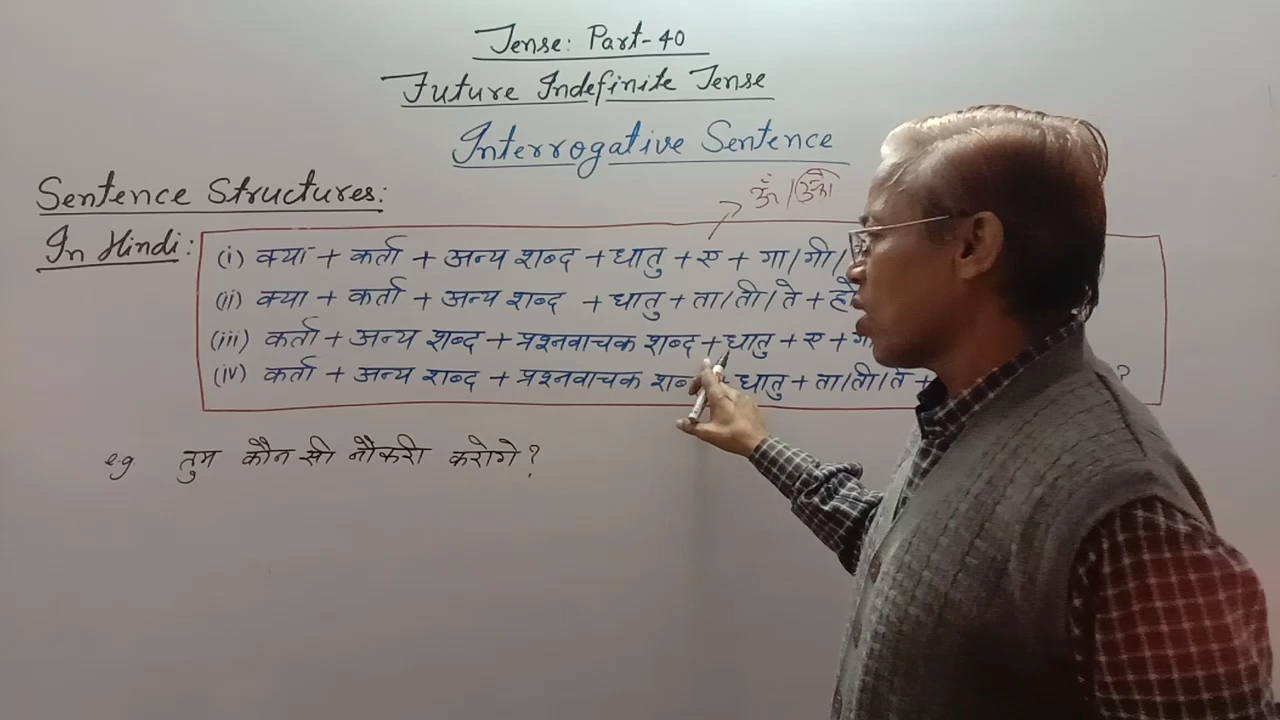 Tense: Part-40
Future Indefinite Tense
Interrogative Sentence
Sentence Structures:
In Hindi:
(i) क्या + कर्ता + अन्य शब्द + धातु + ए + गा/गी/
(ii) क्या + कर्ता + अन्य शब्द + धातु + ता/ती/ते + हो
(iii) कर्ता + अन्य शब्द + प्रश्नवाचक शब्द + धातु + ए +
(iv) कर्ता + अन्य शब्द + प्रश्नवाचक शब्द + धातु + ता/ती/ते + ?
e.g तुम कौन सी नौकरी करोगे?